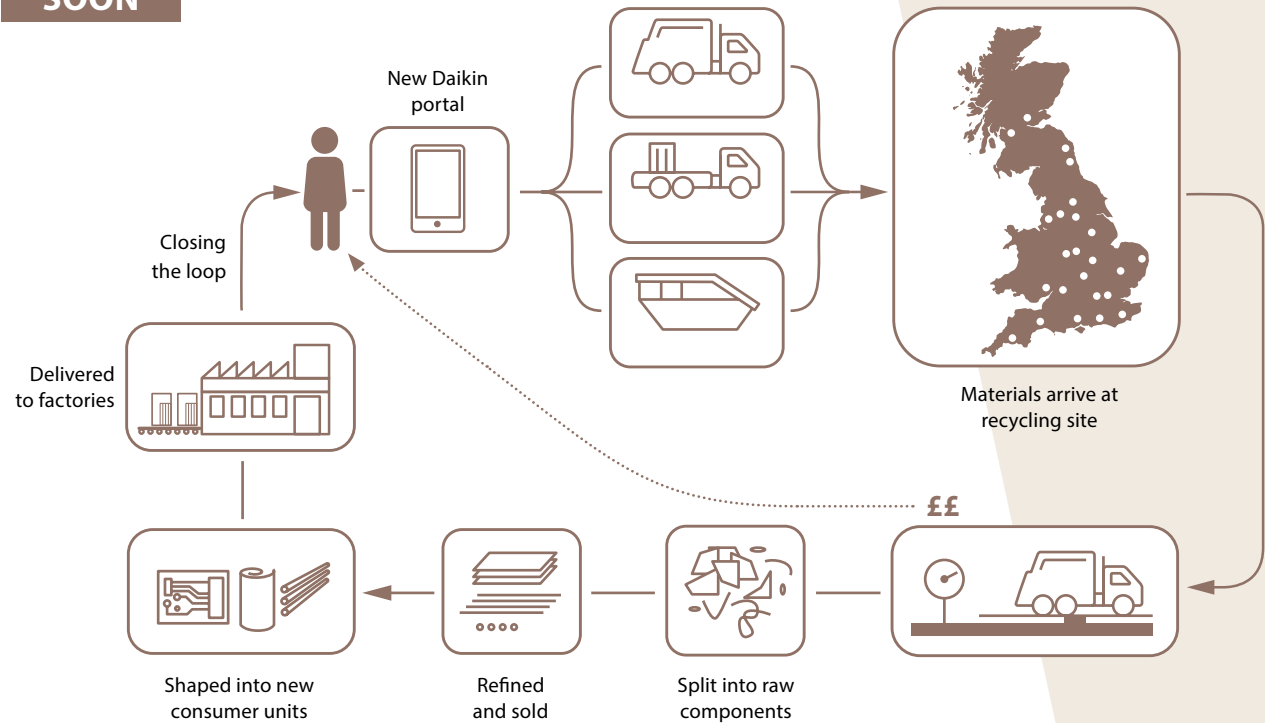 SOON
New Daikin
portal
Closing
the loop
Delivered
to factories
Materials arrive at
recycling site
££
Shaped into new
consumer units
Refined
and sold
Split into raw
components